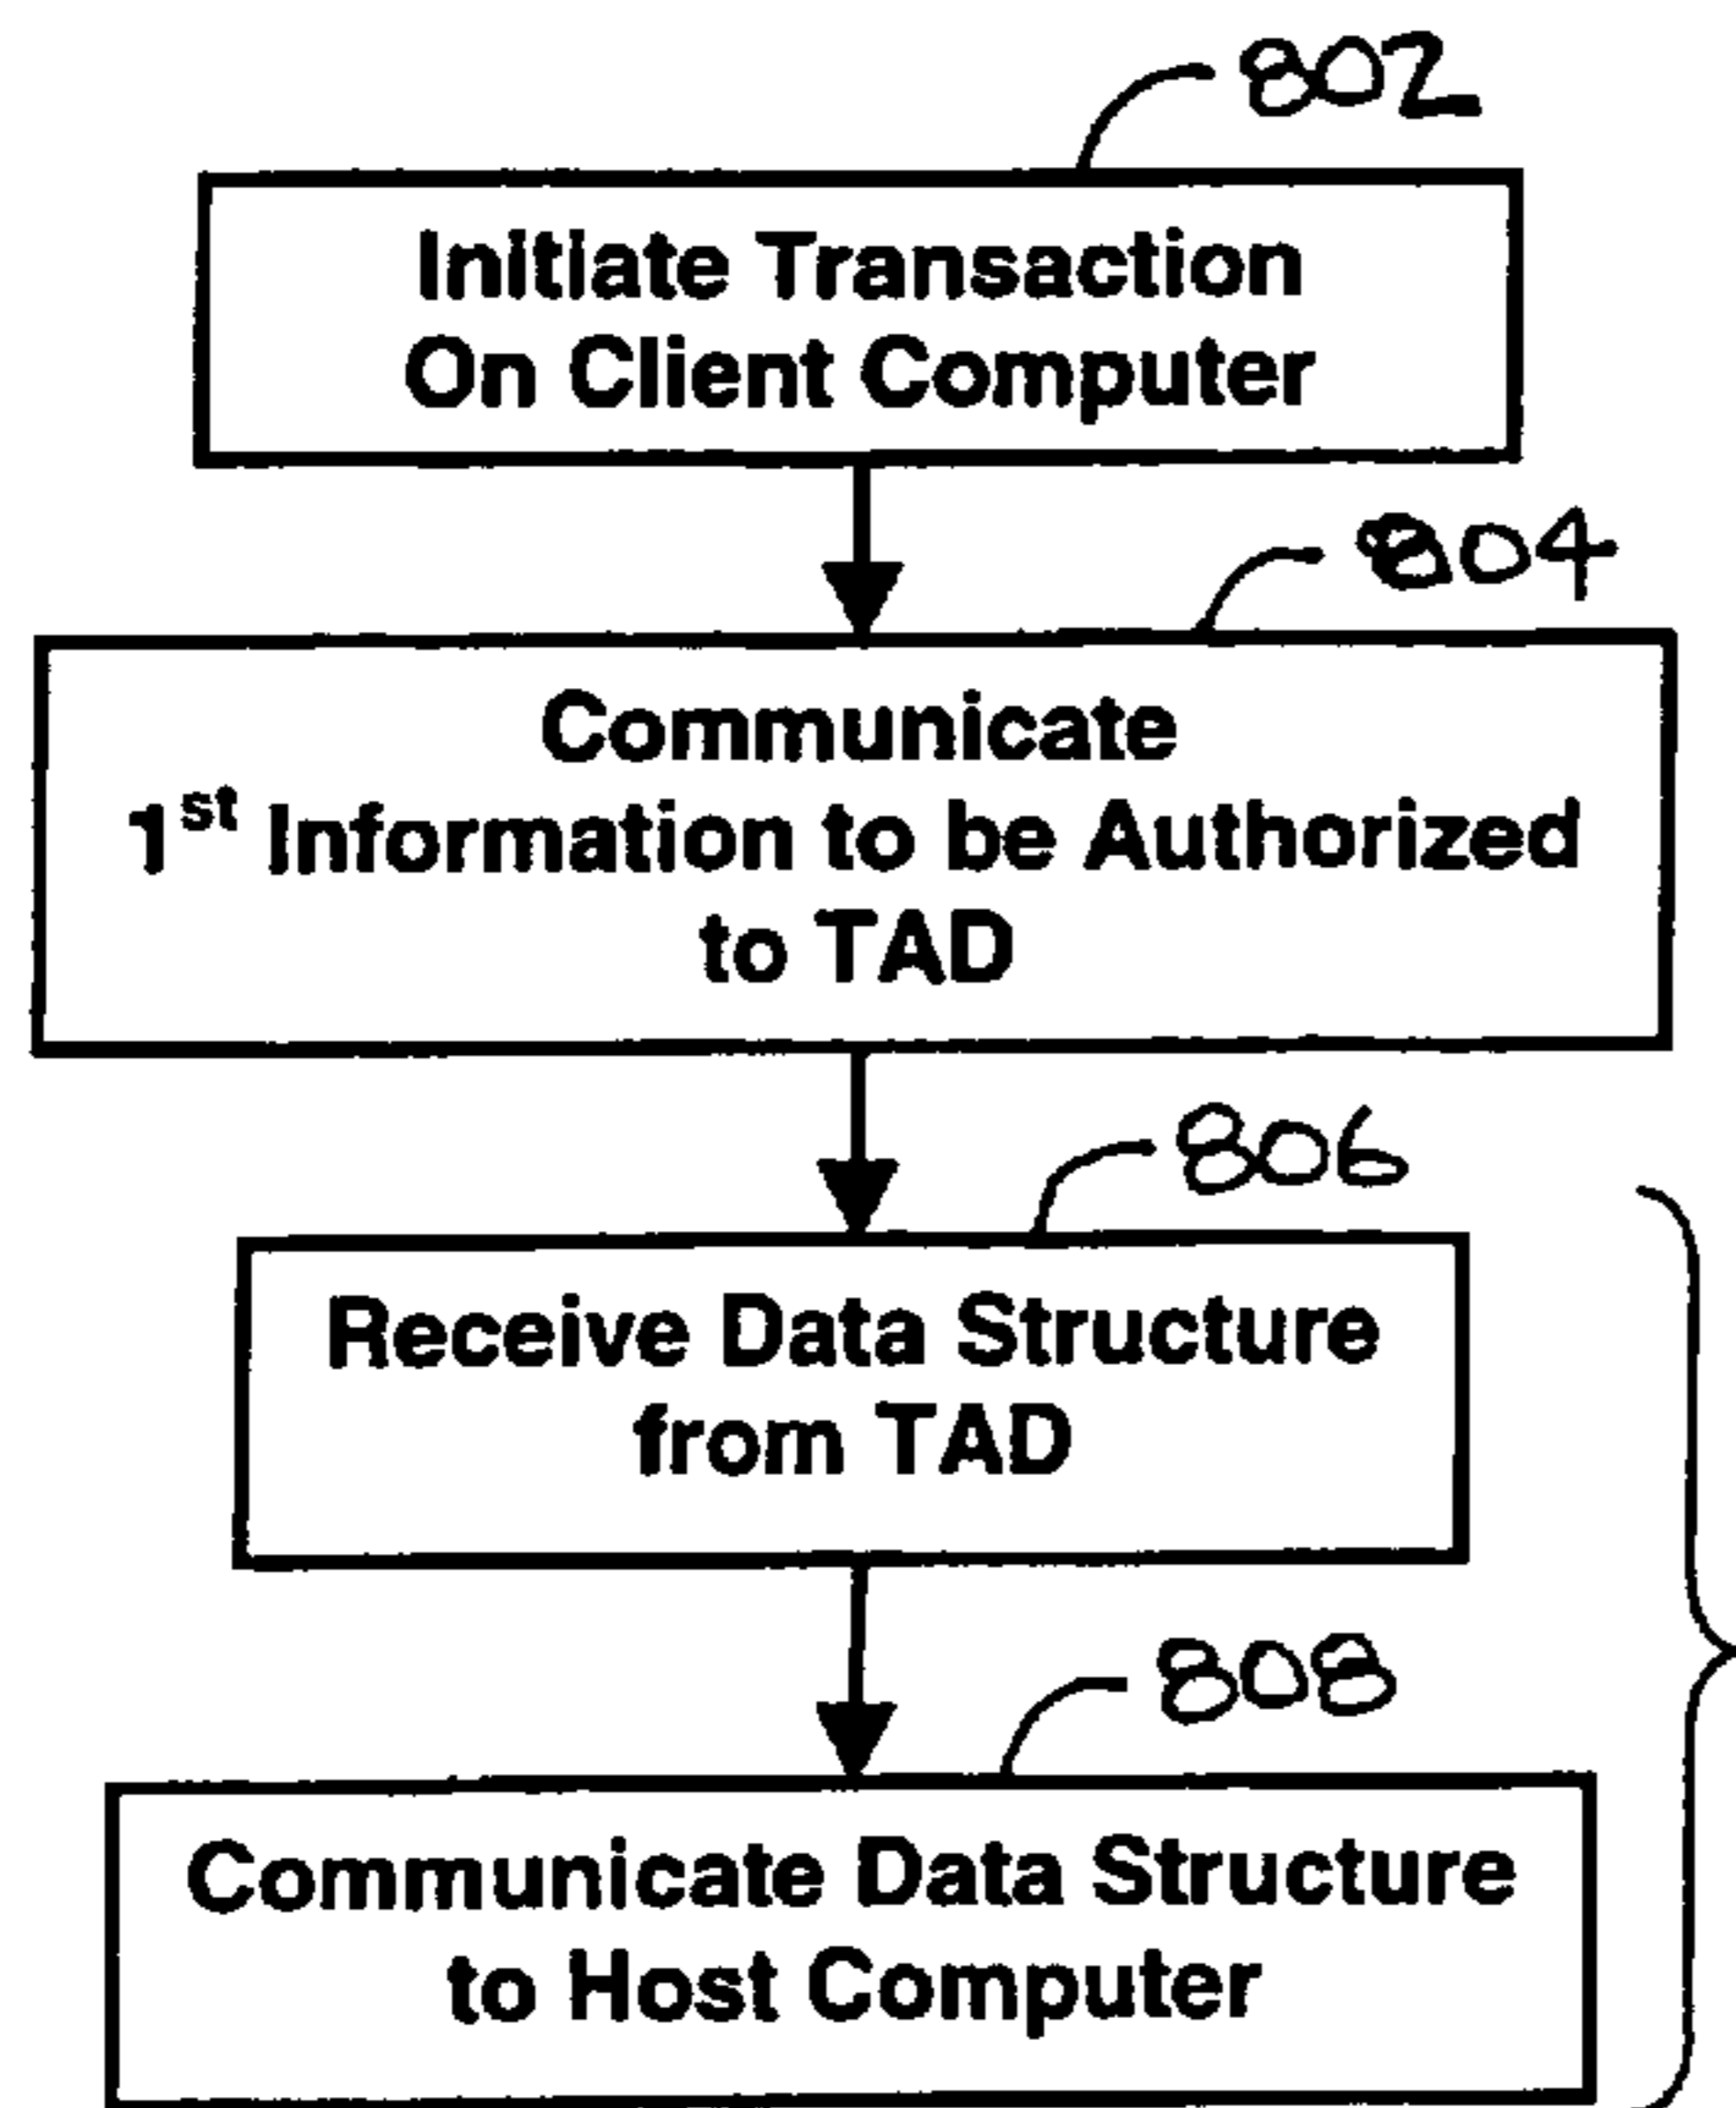 802
Initiate Transaction
On Client Computer
804
Communicate
1st Information to be Authorized
to TAD
806
Receive Data Structure
from TAD
808
Communicate Data Structure
to Host Computer